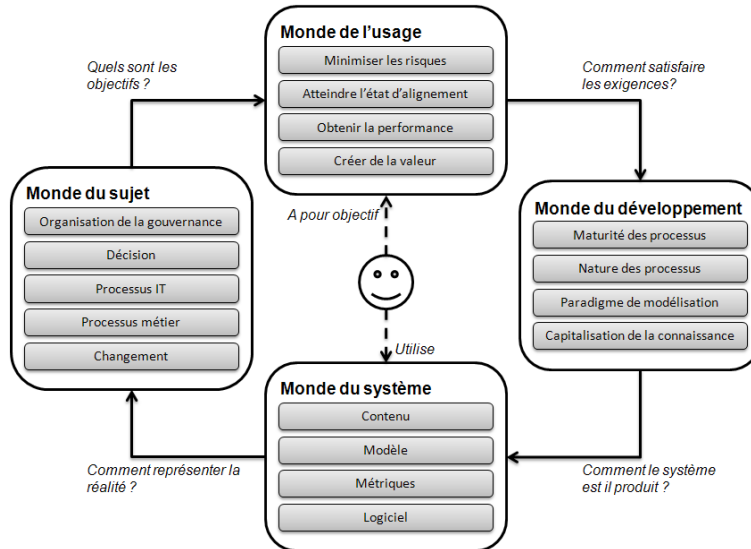 Monde de l'usage
Minimiser les risques
Atteindre l'état d'alignement
Obtenir la performance
Créer de la valeur
Quels sont les
objectifs ?
Comment satisfaire
les exigences?
Monde du sujet
Organisation de la gouvernance
Décision
Processus IT
Processus métier
Changement
A pour objectif
Utilise
Monde du développement
Maturité des processus
Nature des processus
Paradigme de modélisation
Capitalisation de la connaissance
Monde du système
Contenu
Modèle
Métriques
Logiciel
Comment représenter la
réalité ?
Comment le système
est il produit ?